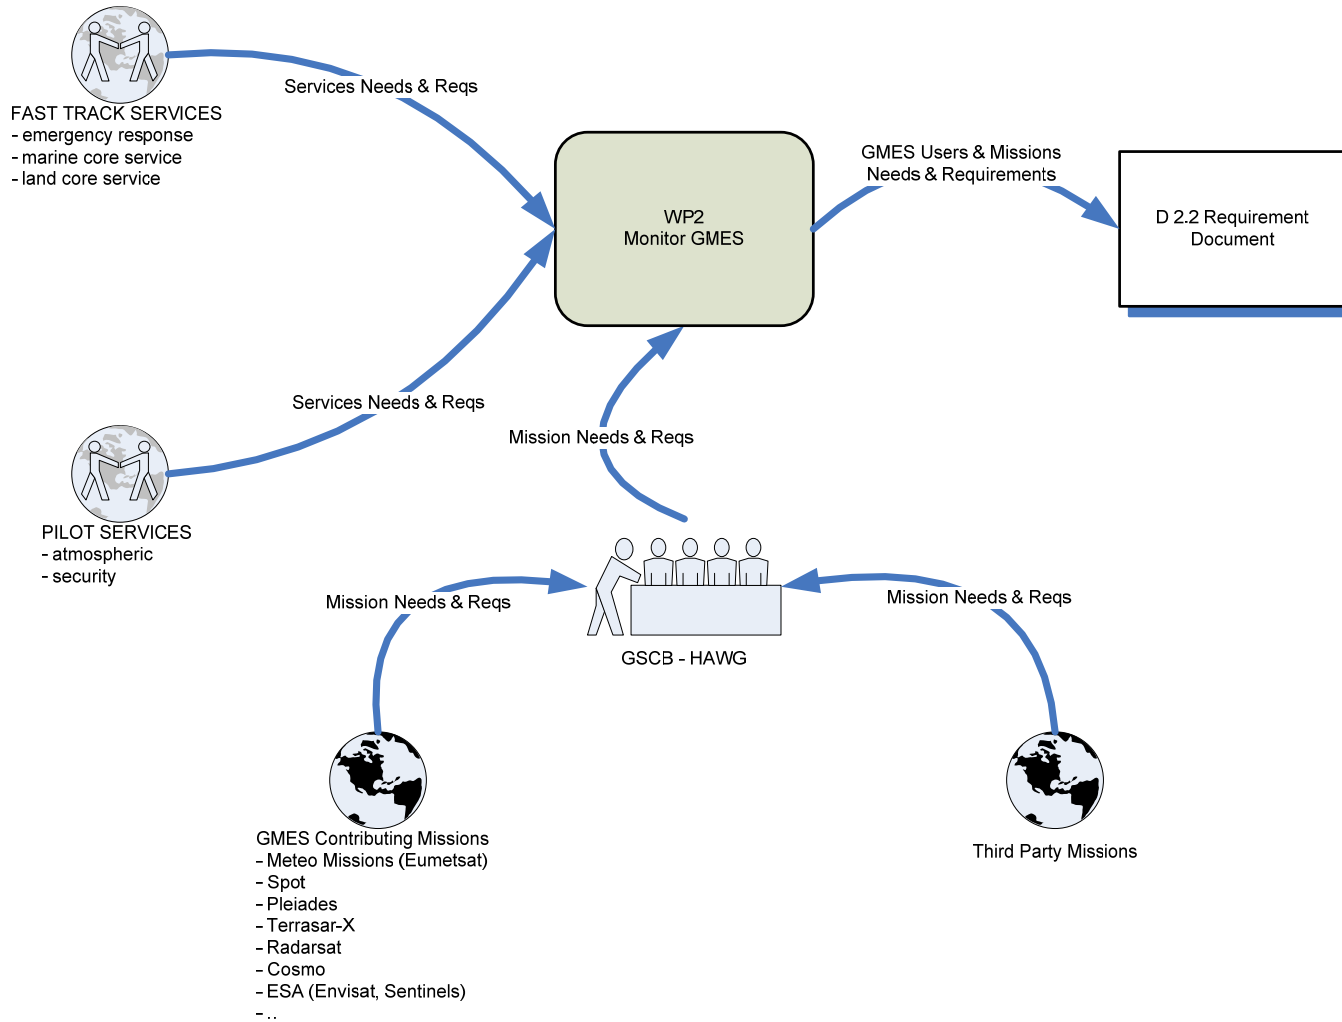 Services Needs & Reqs
FAST TRACK SERVICES
- emergency response
- marine core service
- land core service
GMES Users & Missions
Needs & Requirements
WP2
Monitor GMES
D 2.2 Requirement
Document
Services Needs & Reqs
Mission Needs & Reqs
PILOT SERVICES
- atmospheric
- security
Mission Needs & Reqs
Mission Needs & Reqs
GSCB - HAWG
GMES Contributing Missions
- Meteo Missions (Eumetsat)
- Spot
- Pleiades
- Terrasar-X
- Radarsat
- Cosmo
- ESA (Envisat, Sentinels)
- ..
Third Party Missions